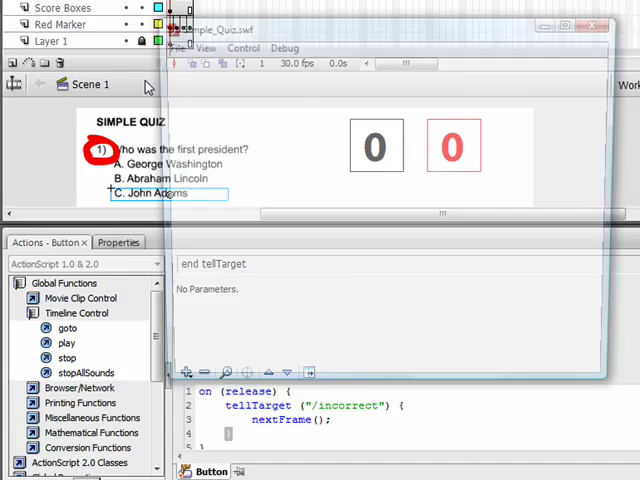 Score Boxes
Red Marker
Layer 1
Simple_Quiz.swf
File View Control Debug
1 30.0 fps 0.0s
Scene 1
Work
SIMPLE QUIZ
1) Who was the first president?
A. George Washington
B. Abraham Lincoln
C. John Adams
0 0
Actions - Button × Properties
ActionScript 1.0 & 2.0
Global Functions
Movie Clip Control
Timeline Control
goto
play
stop
stopAllSounds
Browser/Network
Printing Functions
Miscellaneous Functions
Mathematical Functions
Conversion Functions
ActionScript 2.0 Classes
end tellTarget
No Parameters.
1 on (release) {
2 tellTarget ("/incorrect") {
3 nextFrame();
4 }
5
Button